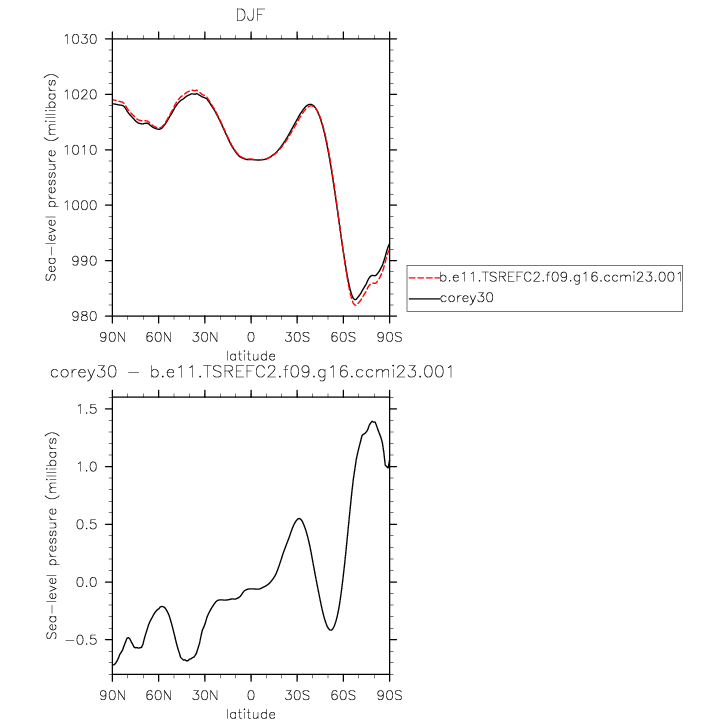 DJF
Sea-level pressure (millibars)
1030
1020
1010
1000
990
980
90N 60N 30N 0 30S 60S 90S
latitude
b.e11.TSREFC2.f09.g16.ccmi23.001
corey30
corey30 - b.e11.TSREFC2.f09.g16.ccmi23.001
Sea-level pressure (millibars)
1.5
1.0
0.5
0.0
-0.5
90N 60N 30N 0 30S 60S 90S
latitude